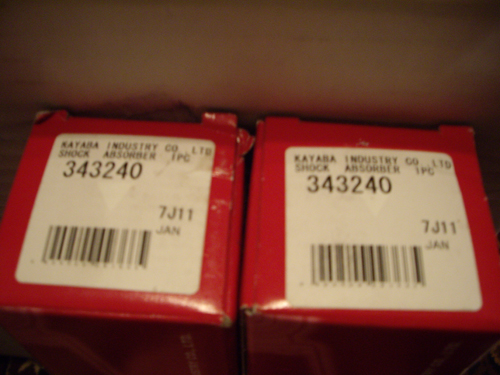 KAYABA INDUSTRY CO.,LTD
SHOCK ABSORBER 1PC
343240
7J11
JAN
KAYABA INDUSTRY CO.,LTD
SHOCK ABSORBER 1PC
343240
7J11
JAN